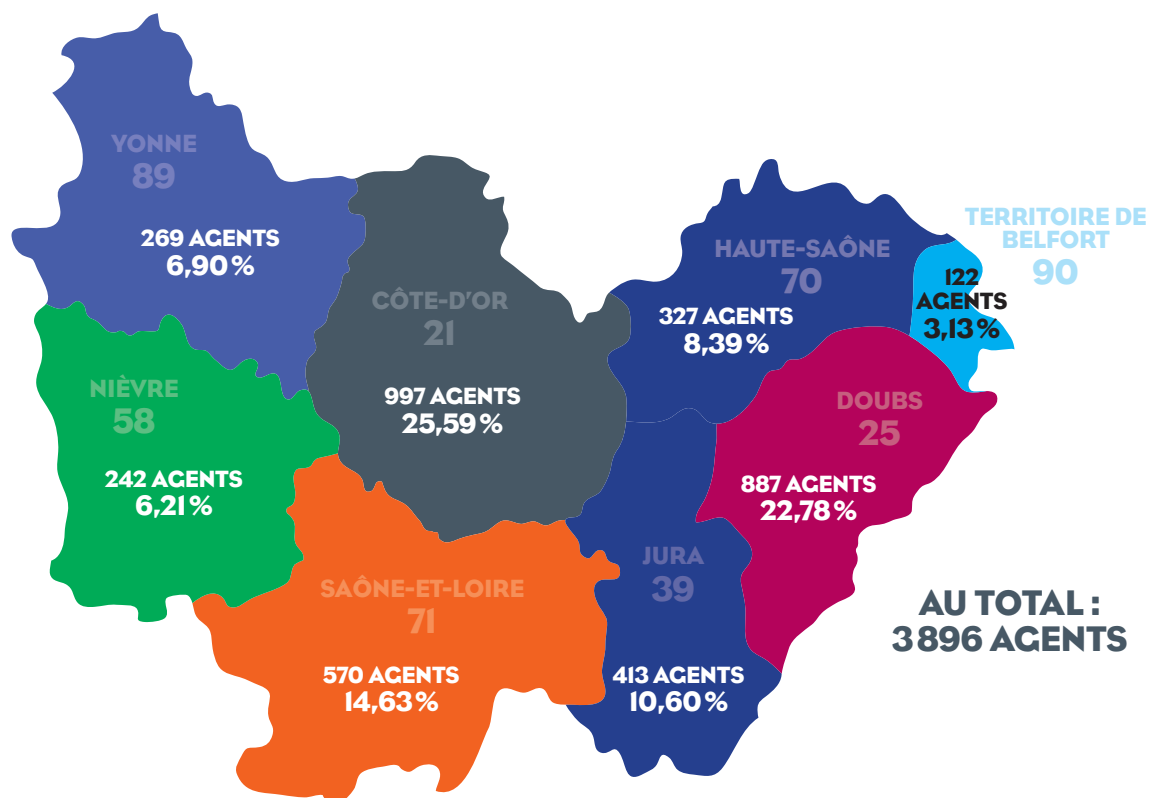 YONNE
89
269 AGENTS
6,90%
CÔTE-D'OR
21
997 AGENTS
25,59%
HAUTE-SAÔNE
70
327 AGENTS
8,39%
TERRITOIRE DE
BELFORT
90
122
AGENTS
3,13%
NIÈVRE
58
242 AGENTS
6,21%
DOUBS
25
887 AGENTS
22,78%
SAÔNE-ET-LOIRE
71
570 AGENTS
14,63%
JURA
39
413 AGENTS
10,60%
AU TOTAL :
3896 AGENTS